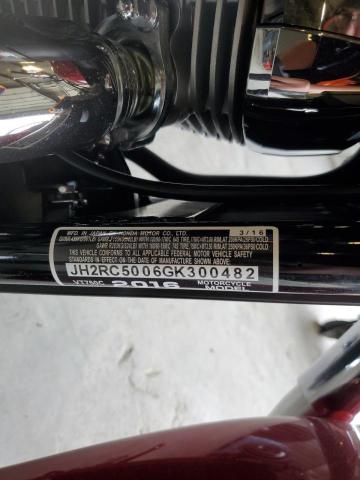 MFD. IN JAPAN BY HONDA MOTOR CO., LTD. 3/16
THIS VEHICLE CONFORMS TO ALL APPLICABLE FEDERAL MOTOR VEHICLE SAFETY
STANDARDS IN EFFECT ON THE DATE OF MANUFACTURE SHOWN ABOVE.
JH2RC5006GK300482
VT750C 2016 MOTORCYCLE
MODEL